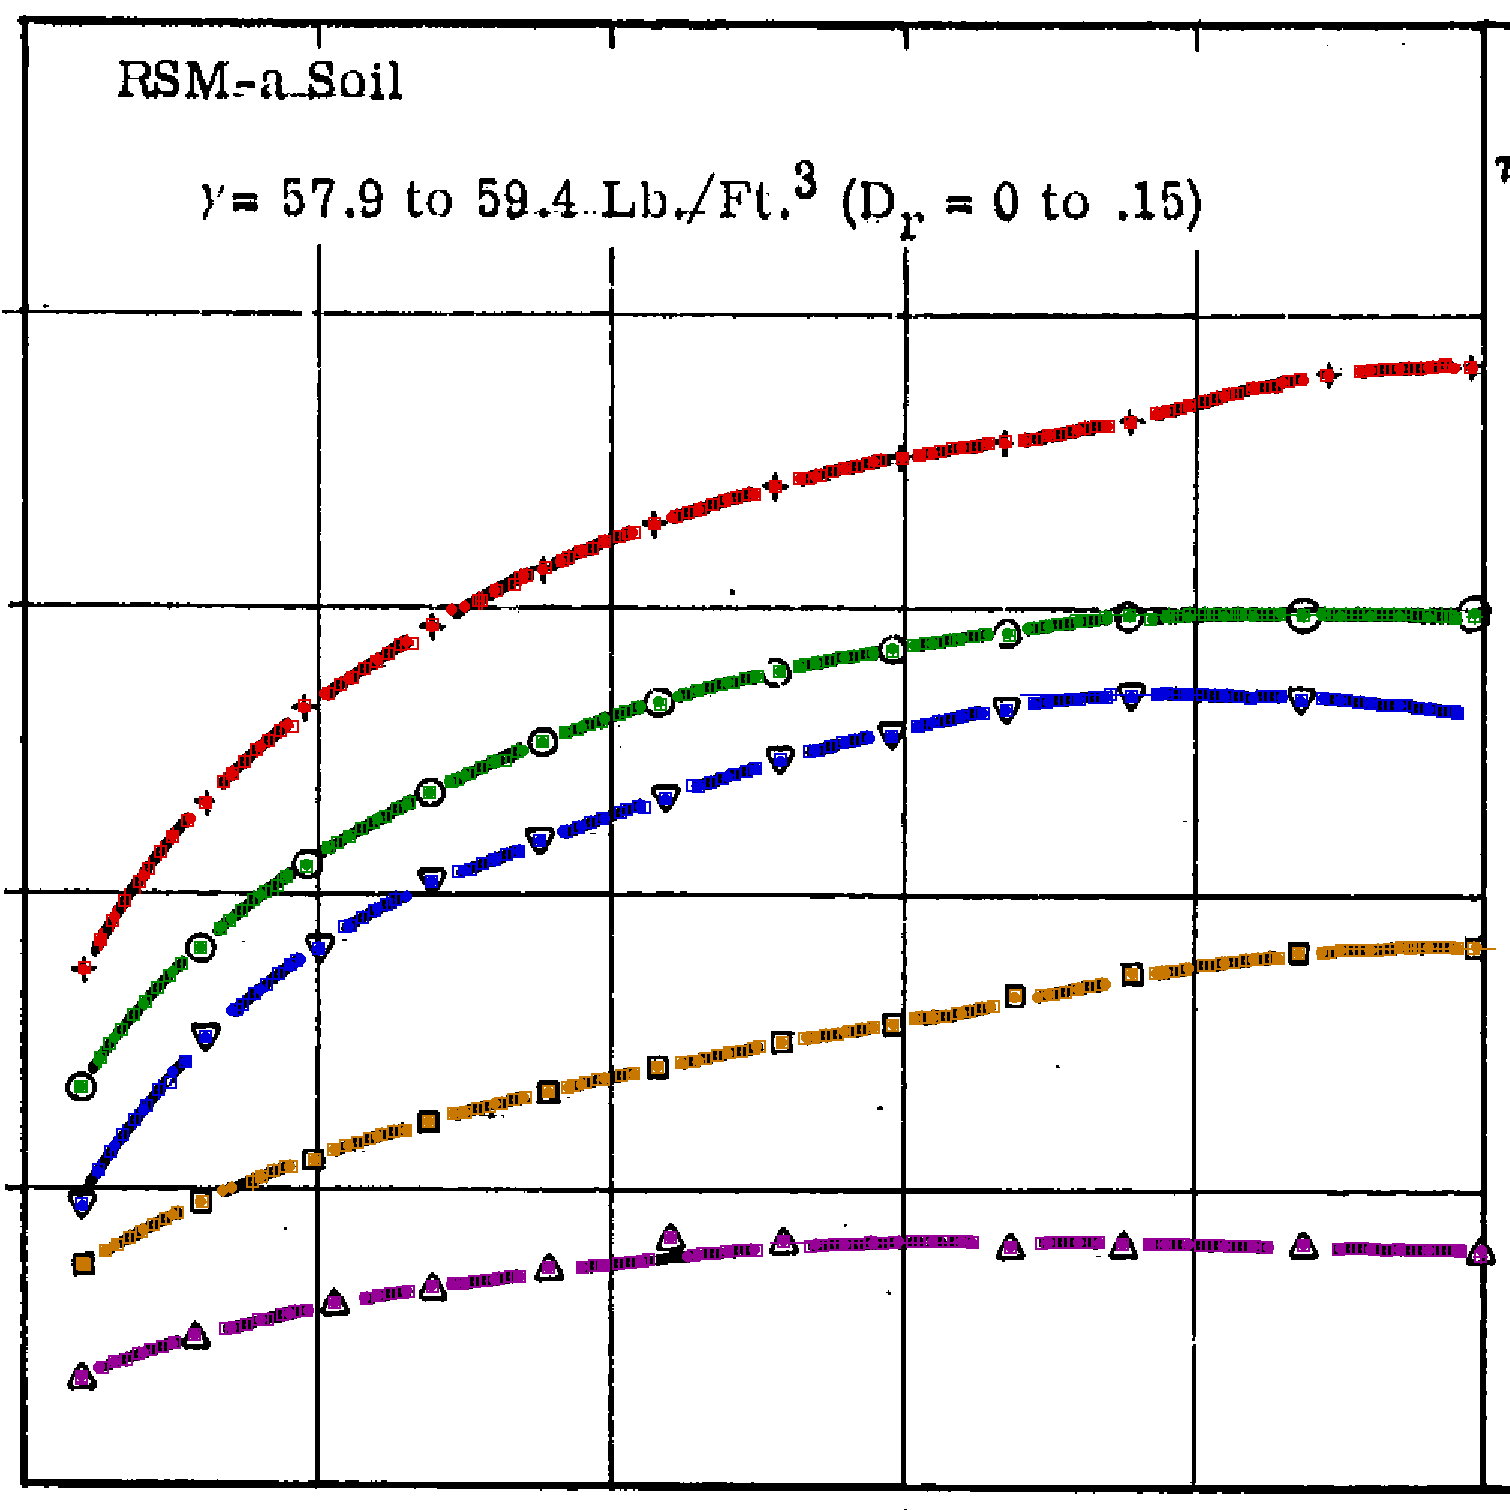 RSM-a Soil
γ= 57.9 to 59.4 Lb./Ft.³ (Dᵣ = 0 to .15)